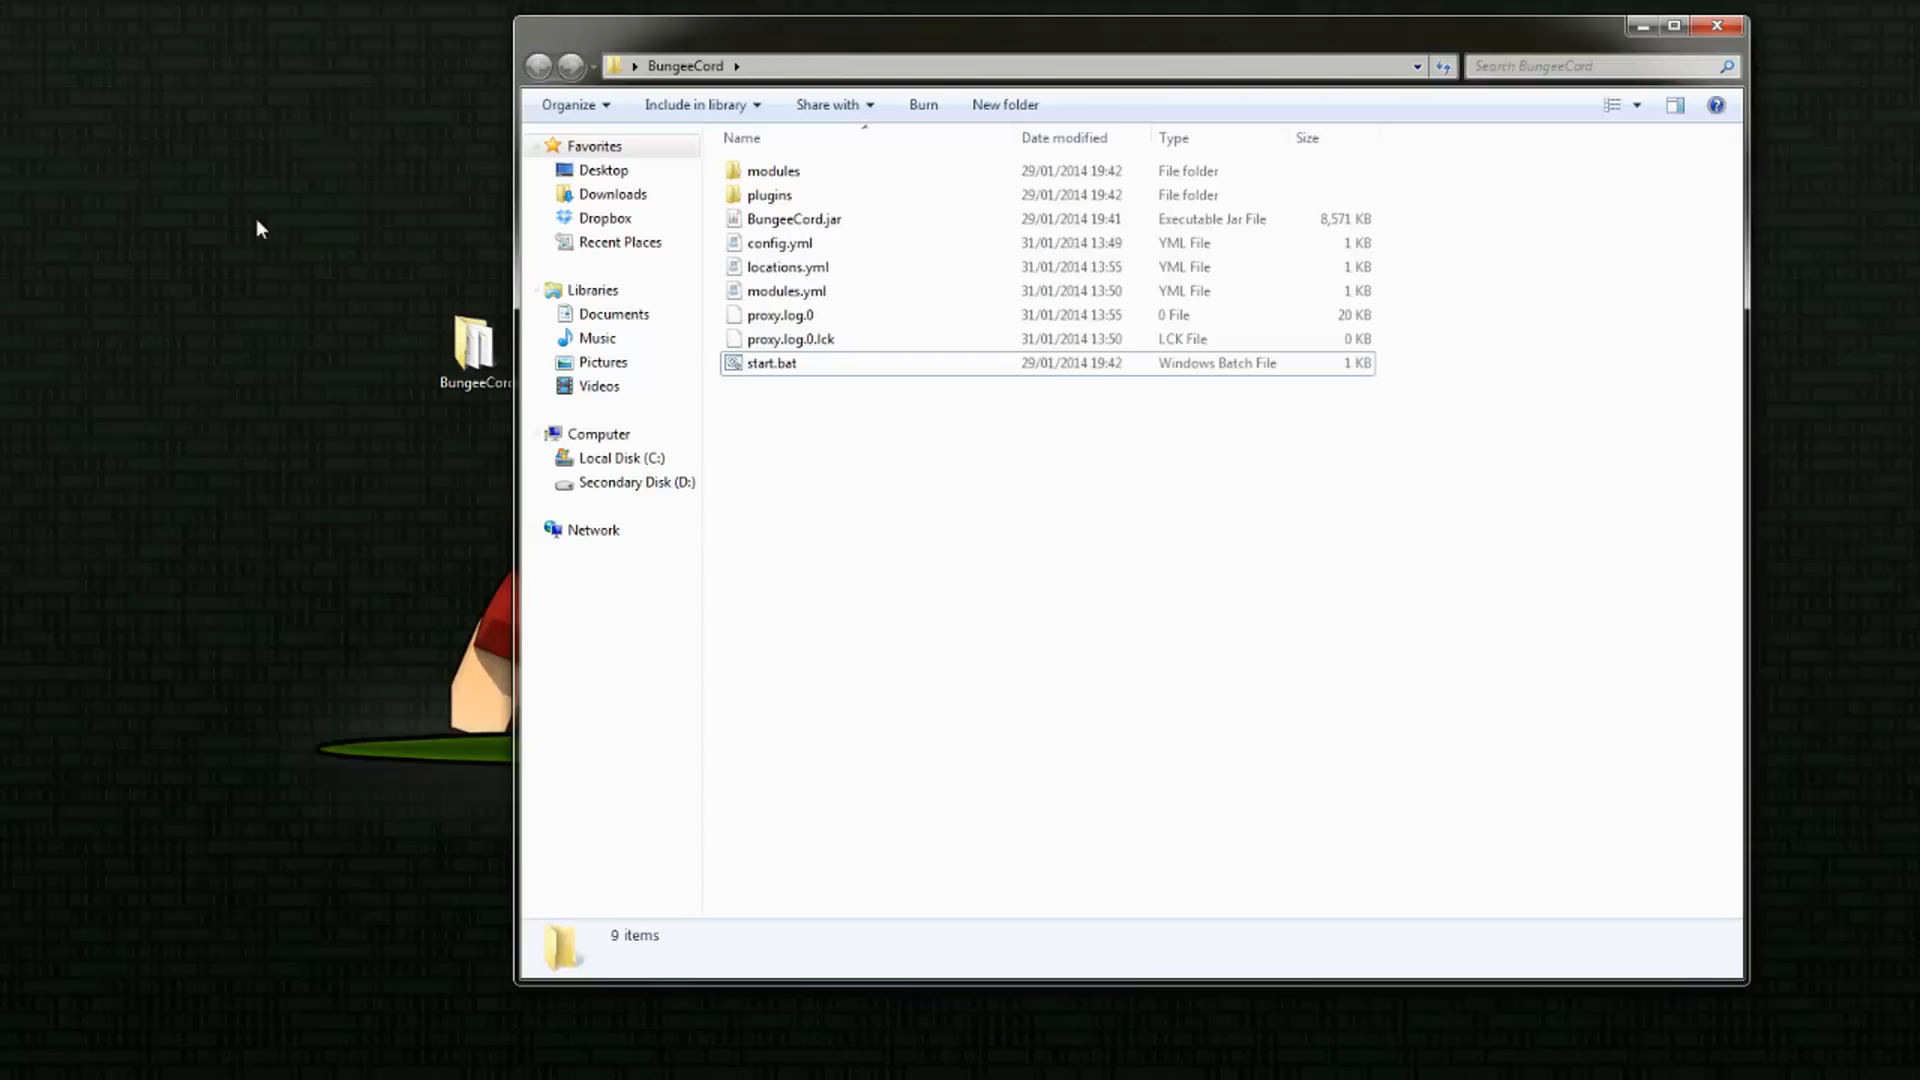 BungeeCord
Search BungeeCord
Organize Include in library Share with Burn New folder
Name Date modified Type Size
Favorites
Desktop
Downloads
Dropbox
Recent Places
Libraries
Documents
Music
Pictures
Videos
Computer
Local Disk (C:)
Secondary Disk (D:)
Network
modules 29/01/2014 19:42 File folder
plugins 29/01/2014 19:42 File folder
BungeeCord.jar 29/01/2014 19:41 Executable Jar File 8,571 KB
config.yml 31/01/2014 13:49 YML File 1 KB
locations.yml 31/01/2014 13:55 YML File 1 KB
modules.yml 31/01/2014 13:50 YML File 1 KB
proxy.log.0 31/01/2014 13:55 0 File 20 KB
proxy.log.0.lck 31/01/2014 13:50 LCK File 0 KB
start.bat 29/01/2014 19:42 Windows Batch File 1 KB
BungeeCord
9 items